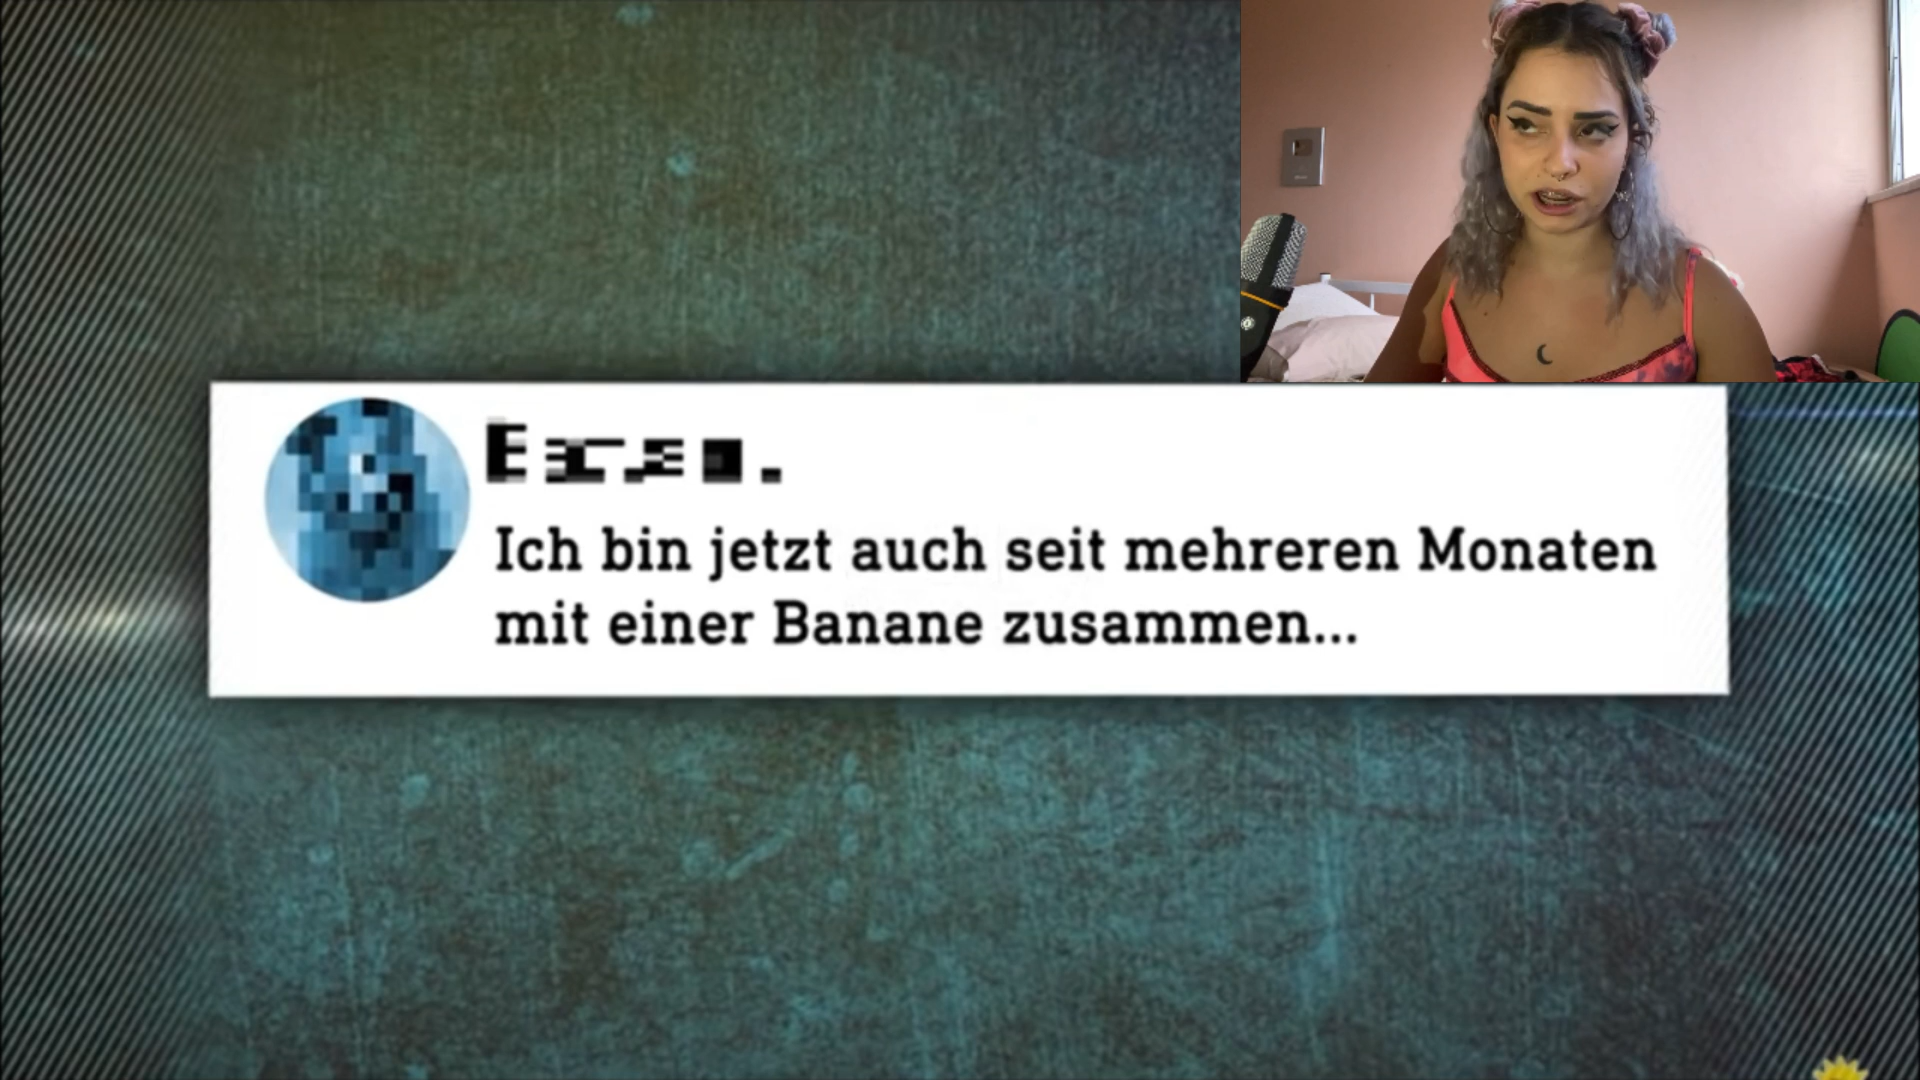 Ich bin jetzt auch seit mehreren Monaten
mit einer Banane zusammen...